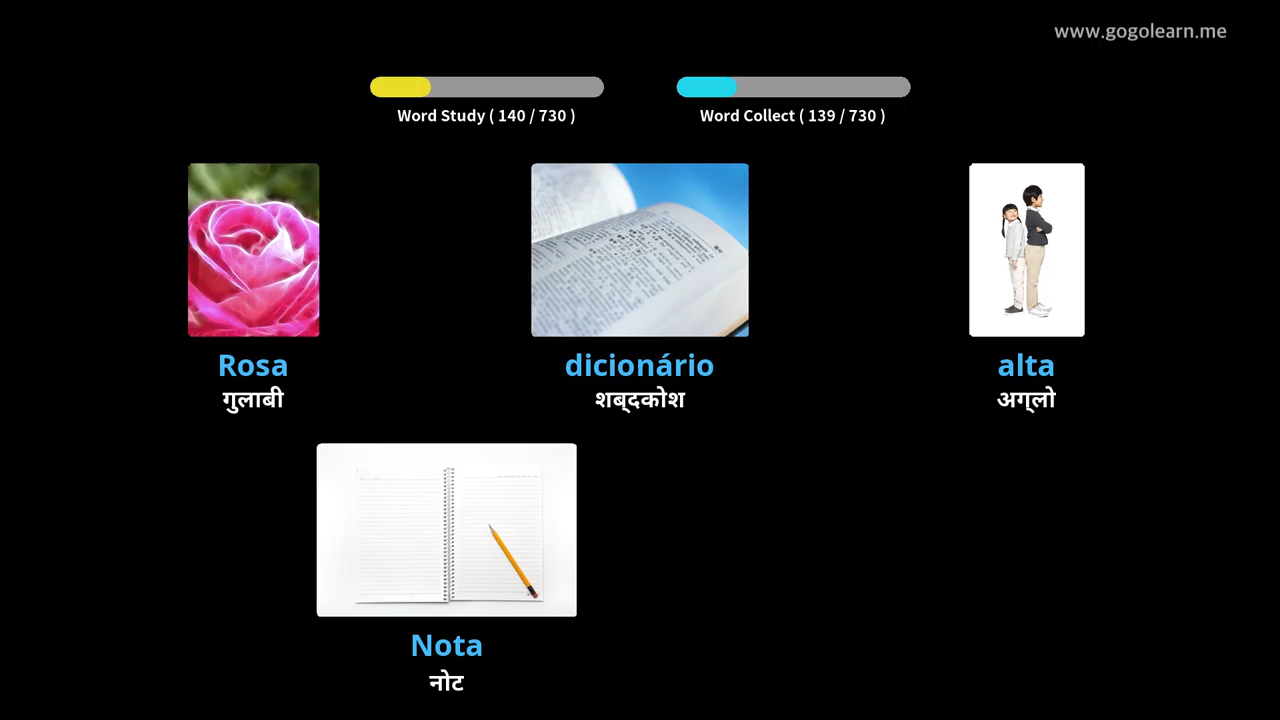 www.gogolearn.me
Word Study ( 140 / 730 )
Word Collect ( 139 / 730 )
Rosa
गुलाबी
dicionário
शब्दकोश
alta
अग्लो
Nota
नोट